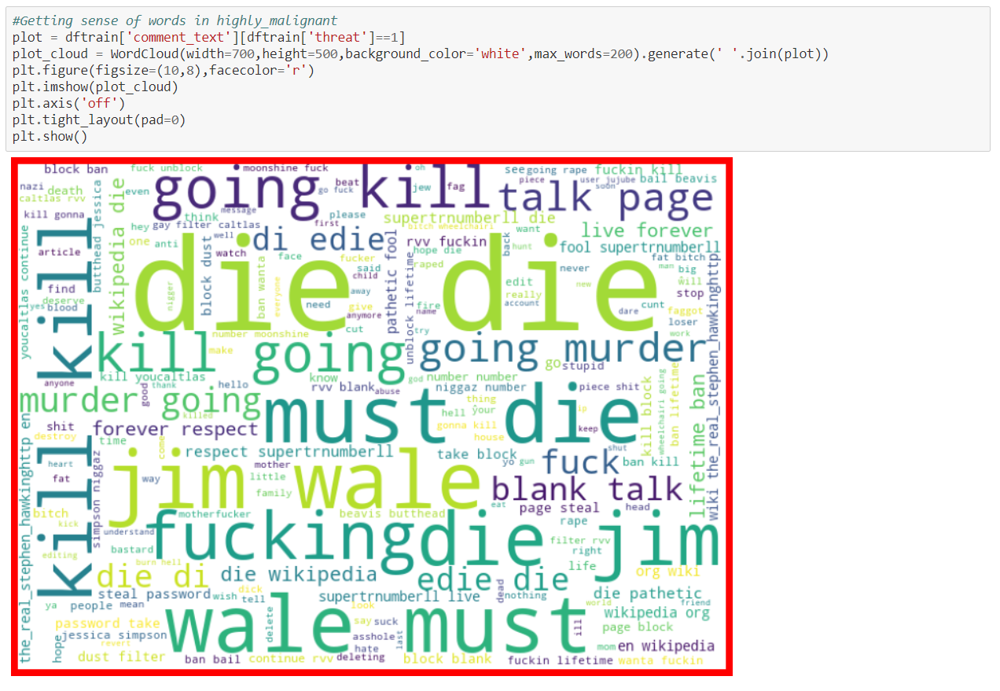 #Getting sense of words in highly_malignant
plot = dftrain['comment_text'][dftrain['threat']==1]
plot_cloud = WordCloud(width=700,height=500,background_color='white',max_words=200).generate(' '.join(plot))
plt.figure(figsize=(10,8),facecolor='r')
plt.imshow(plot_cloud)
plt.axis('off')
plt.tight_layout(pad=0)
plt.show()
block ban
fuck unblock
moonshine fuck
oh
see
going rape
fuckin kill
nazi
death
even
going kill
go fuck
beat
jew
fag
piece
user jujube
soon
bail beavis
caltlas rvv
talk page
kill gonna
butthead jessica
wikipedia die
think
message
please
first
supertrnumberll die
hey
gay filter caltlas
bitch wheelchairi
want
live forever
youcaltlas continue
kill
one
anti
well
di edie
rvv fuckin
back
hunt
fool supertrnumberll
article
block dust
watch
face
fucker
hope die
never
fat bitch
man
big
said
pathetic fool
raped
find
die die
ban wanta
child
edit
new
ŵill
deserve
everyone
away
really
stop
yes
blood
nigger
need
give
anymore
fire
name
account
dare
cunt
faggot
loser
cut
unblock lifetime
try
work
number moonshine
make
kill going
going murder
wiki the_real_stephen_hawkinghttp
go
stupid
kill youcaltlas
know
god
number number
anyone
good
thank
hello
rvv blank
abuse
niggaz number
piece shit
murder going
killed
must die
thing
hell
ŷour
ip
kill block
wheelchairi going
ban lifetime
lifetime ban
shit
forever respect
gonna kill
keep
destroy
time
come
house
kill
respect supertrnumberll
take block
shut
heart
mother
yo
gun
fuck
ban kill
fat
simpson niggaz
jim wale
way
little
family
blank talk
bitch
motherfucker
beavis butthead
eat
page steal
head
kick
understand
rape
the_real_stephen_hawkinghttp en
bastard
fucking
die jim
filter rvv
right
editing
burn hell
life
org wiki
die di
die wikipedia
edie die
steal password
wish
dick
tell
supertrnumberll live
dead
nothing
die pathetic
ya
people
mean
look
world
friend
wikipedia org
password take
delete
say
suck
page block
hope
jessica simpson
wale must
asshole
last
ill
revert
hate
mom
en wikipedia
dust filter
ban bail
continue rvv
deleting
block blank
fuckin lifetime
wanta fuckin